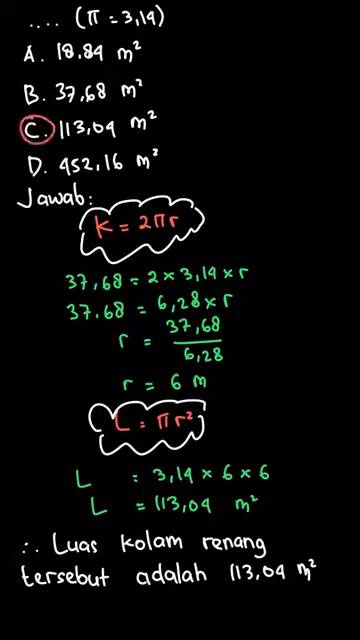 .... (π = 3,14)
A. 18.84 m²
B. 37,68 m²
C. 113,04 m²
D. 452,16 m²
Jawab:
K = 2πr
37,68 = 2 × 3,14 × r
37,68 = 6,28 × r
r = 37,68 / 6,28
r = 6 m
L = πr²
L = 3,14 × 6 × 6
L = 113,04 m²
∴ Luas kolam renang
tersebut adalah 113,04 m²